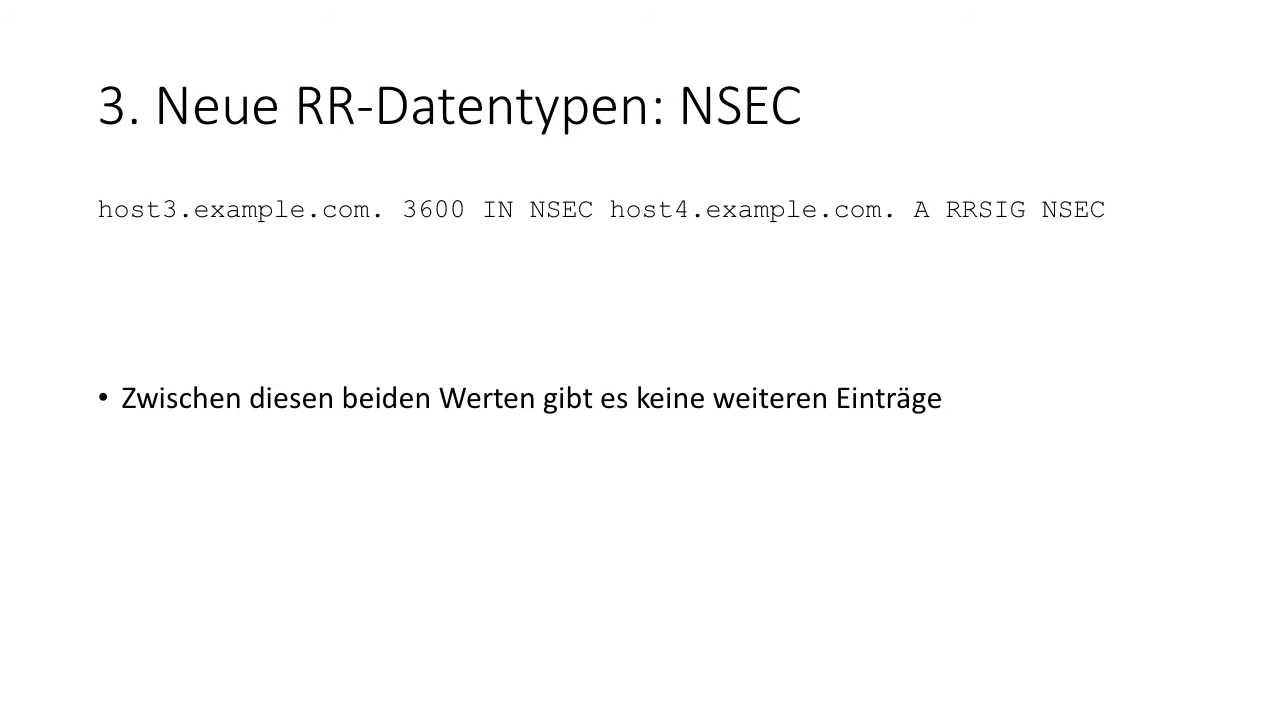 3. Neue RR-Datentypen: NSEC
host3.example.com. 3600 IN NSEC host4.example.com. A RRSIG NSEC
• Zwischen diesen beiden Werten gibt es keine weiteren Einträge